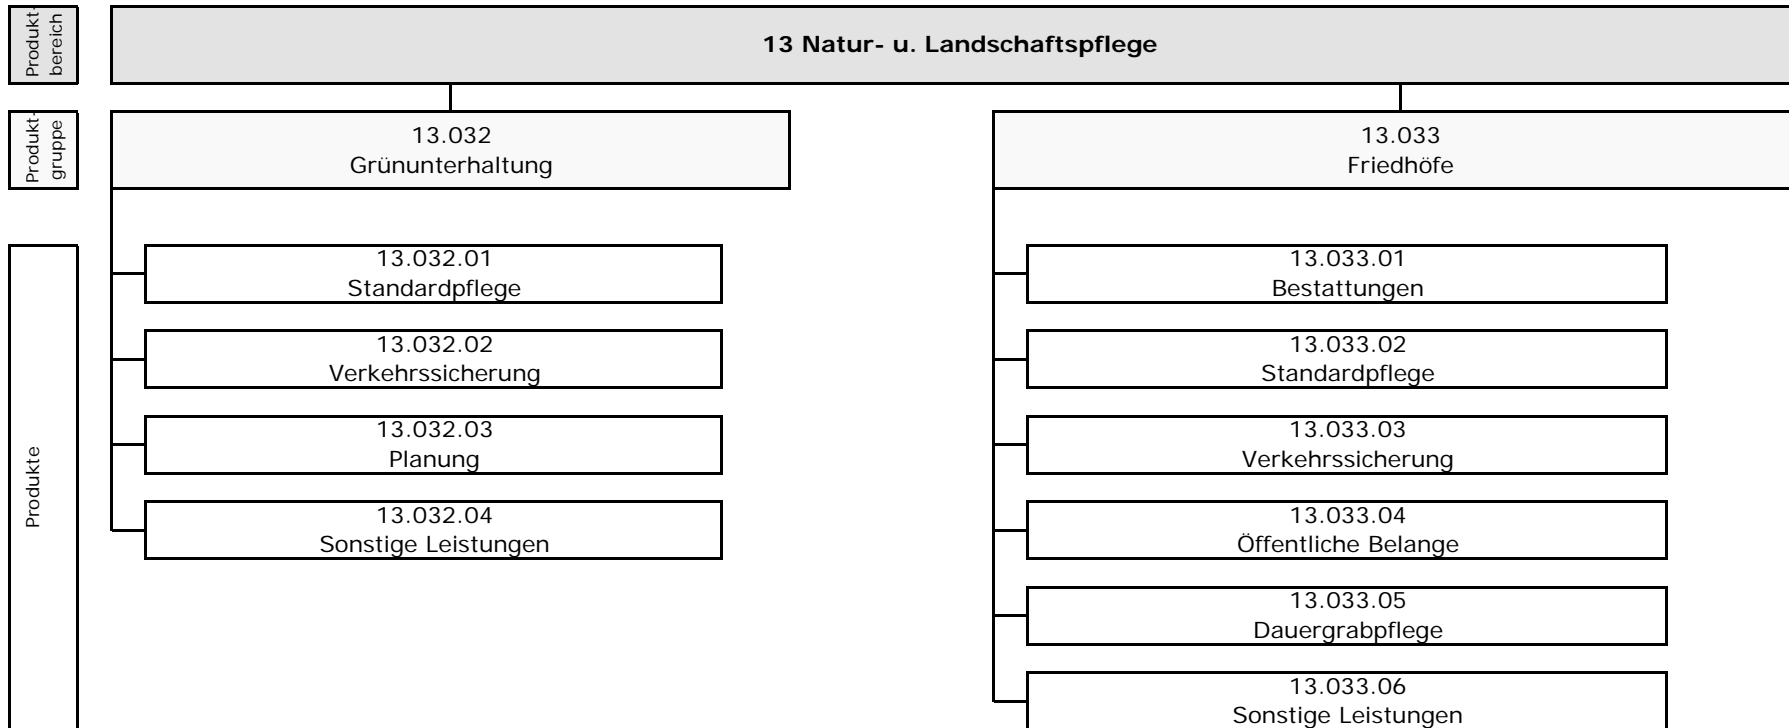 Produkt-
bereich
13 Natur- u. Landschaftspflege
Produkt-
gruppe
13.032
Grünunterhaltung
13.033
Friedhöfe
Produkte
13.032.01
Standardpflege
13.032.02
Verkehrssicherung
13.032.03
Planung
13.032.04
Sonstige Leistungen
13.033.01
Bestattungen
13.033.02
Standardpflege
13.033.03
Verkehrssicherung
13.033.04
Öffentliche Belange
13.033.05
Dauergrabpflege
13.033.06
Sonstige Leistungen